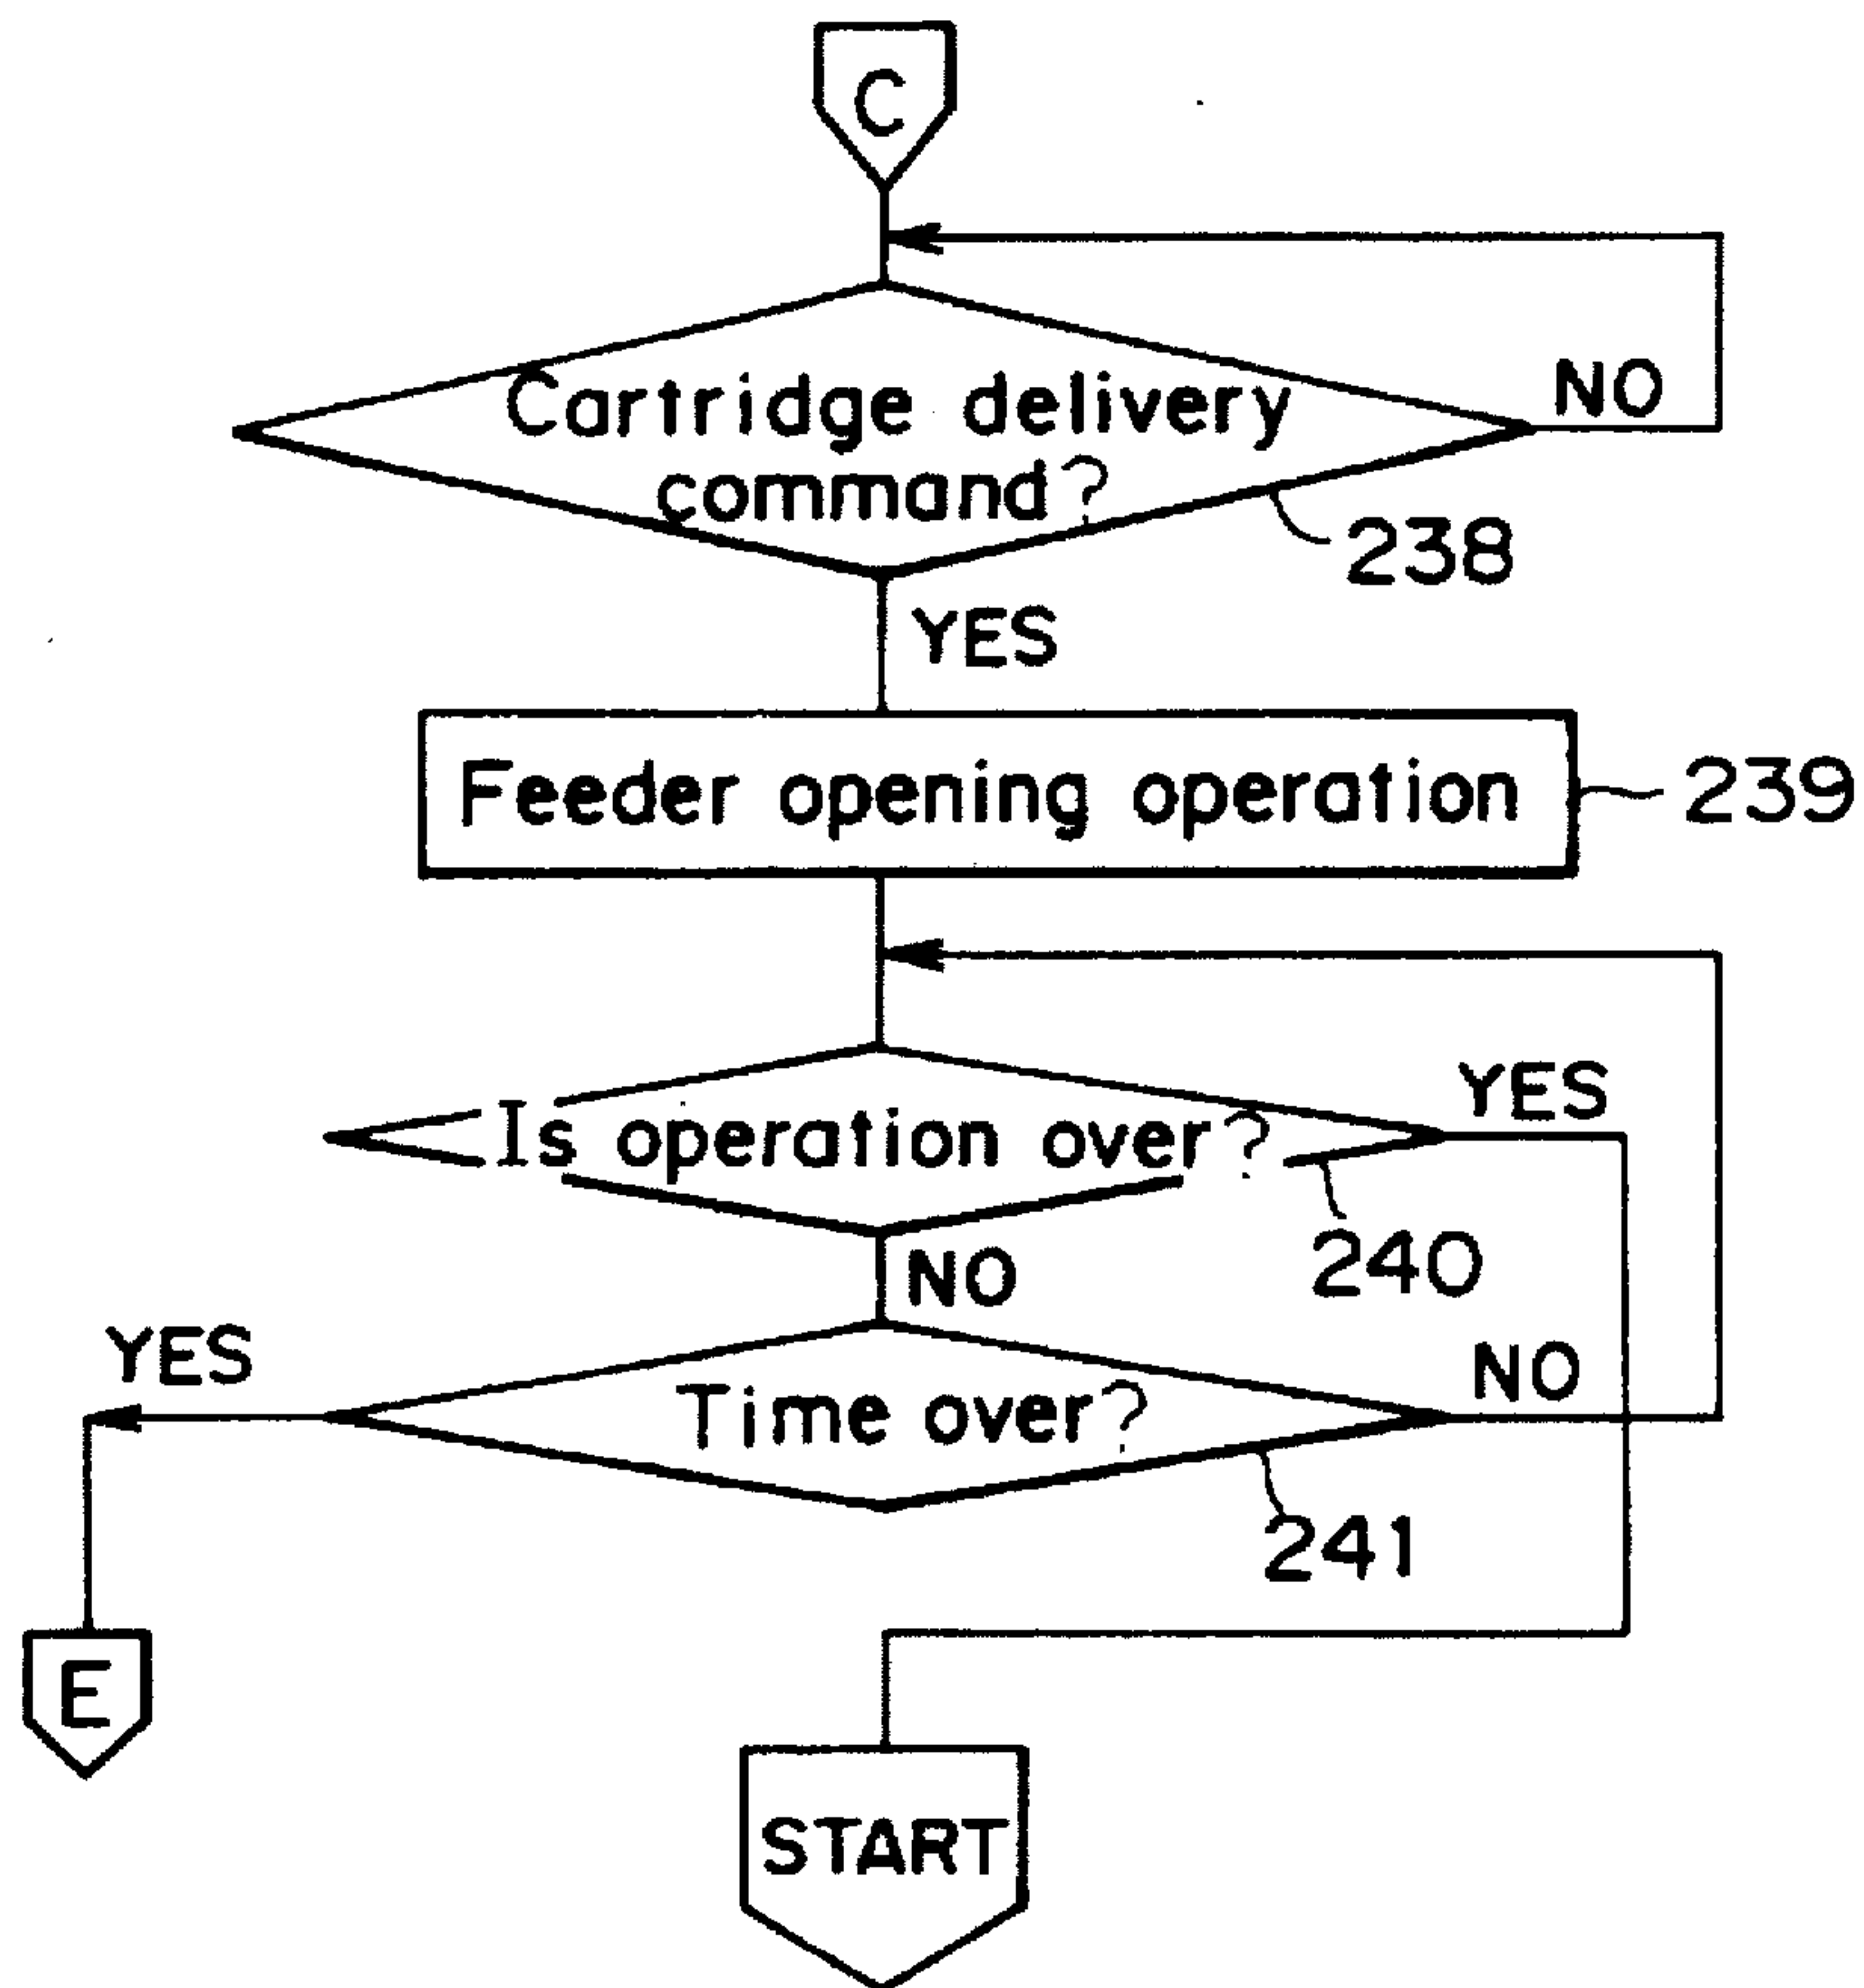 C
Cartridge delivery
command?
NO
238
YES
Feeder opening operation
239
Is operation over?
YES
240
NO
Time over?
YES
NO
241
E
START